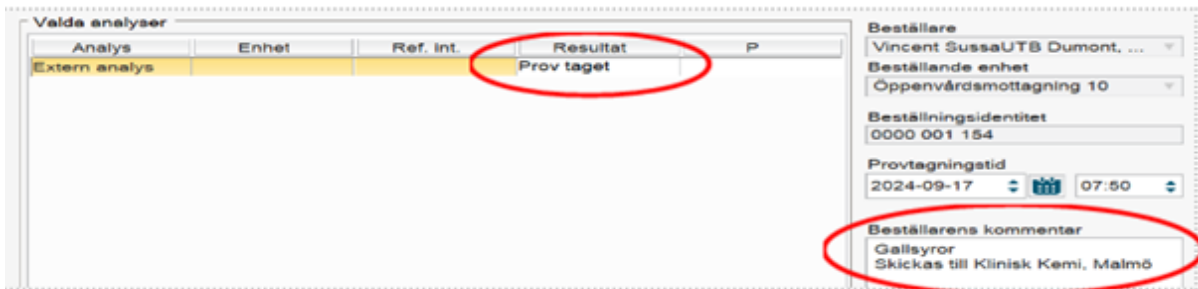 Valda analyser
Analys Enhet Ref. Int. Resultat P
Extern analys Prov taget
Beställare
Vincent SussaUTB Dumont, ...
Beställande enhet
Öppenvårdsmottagning 10
Beställningsidentitet
0000 001 154
Provtagningstid
2024-09-17 07:50
Beställarens kommentar
Gallsyror
Skickas till Klinisk Kemi, Malmö